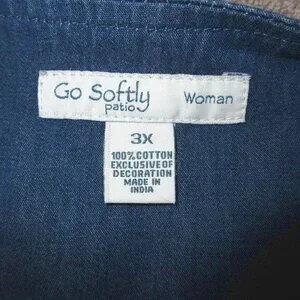 Go Softly Woman
patio
3X
100% COTTON
EXCLUSIVE OF
DECORATION
MADE IN
INDIA